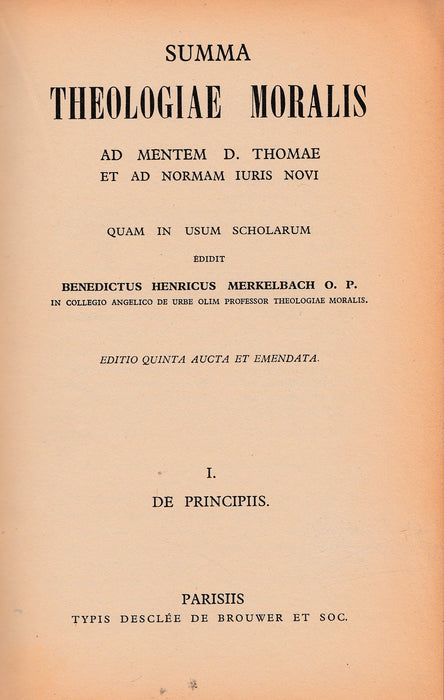 SUMMA
THEOLOGIAE MORALIS
AD MENTEM D. THOMAE
ET AD NORMAM IURIS NOVI
QUAM IN USUM SCHOLARUM
ÉDIDIT
BENEDICTUS HENRICUS MERKELBACH O. P.
IN COLLEGIO ANGELICO DE URBE OLIM PROFESSOR THEOLOGIAE MORALIS.
EDITIO QUINTA AUCTA ET EMENDATA.
I.
DE PRINCIPIIS.
PARISIIS
TYPIS DESCLÉE DE BROUWER ET SOC.